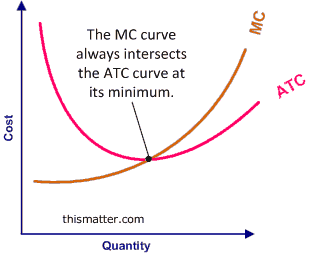 The MC curve
always intersects
the ATC curve at
its minimum.
MC
ATC
Cost
thismatter.com
Quantity